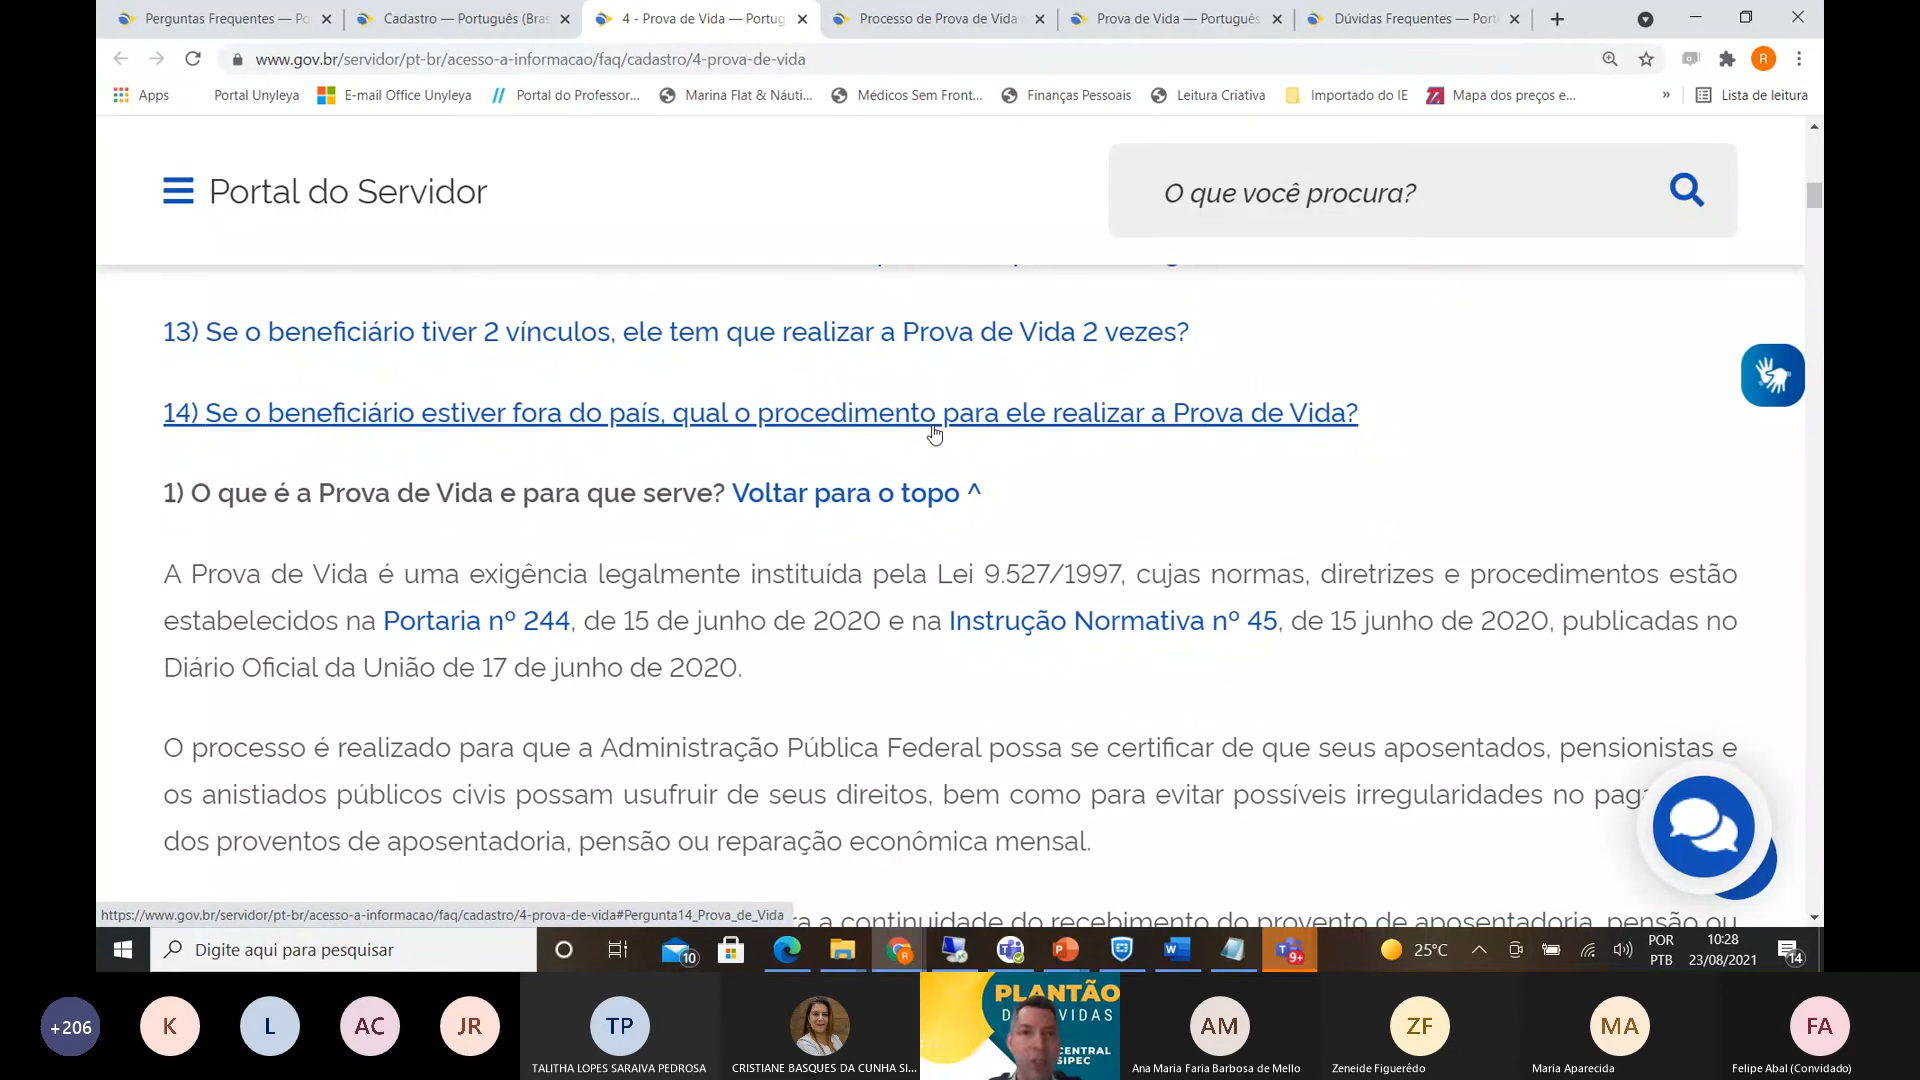 Perguntas Frequentes — Po
Cadastro — Português (Bras
4 - Prova de Vida — Portug
Processo de Prova de Vida
Prova de Vida — Português
Dúvidas Frequentes — Port
www.gov.br/servidor/pt-br/acesso-a-informacao/faq/cadastro/4-prova-de-vida
R
Apps
Portal Unyleya
E-mail Office Unyleya
Portal do Professor...
Marina Flat & Náuti...
Médicos Sem Front...
Finanças Pessoais
Leitura Criativa
Importado do IE
Mapa dos preços e...
»
Lista de leitura
Portal do Servidor
O que você procura?
13) Se o beneficiário tiver 2 vínculos, ele tem que realizar a Prova de Vida 2 vezes?
14) Se o beneficiário estiver fora do país, qual o procedimento para ele realizar a Prova de Vida?
1) O que é a Prova de Vida e para que serve? Voltar para o topo ^
A Prova de Vida é uma exigência legalmente instituída pela Lei 9.527/1997, cujas normas, diretrizes e procedimentos estão
estabelecidos na Portaria nº 244, de 15 de junho de 2020 e na Instrução Normativa nº 45, de 15 junho de 2020, publicadas no
Diário Oficial da União de 17 de junho de 2020.
O processo é realizado para que a Administração Pública Federal possa se certificar de que seus aposentados, pensionistas e
os anistiados públicos civis possam usufruir de seus direitos, bem como para evitar possíveis irregularidades no paga
dos proventos de aposentadoria, pensão ou reparação econômica mensal.
https://www.gov.br/servidor/pt-br/acesso-a-informacao/faq/cadastro/4-prova-de-vida#Pergunta14_Prova_de_Vida
a continuidade do recebimento do provento de aposentadoria, pensão ou
Digite aqui para pesquisar
10
9+
25°C
POR
PTB
10:28
23/08/2021
14
+206
K
L
AC
JR
TP
TALITHA LOPES SARAIVA PEDROSA
CRISTIANE BASQUES DA CUNHA SI...
PLANTÃO
CENTRAL
SIPEC
AM
Ana Maria Faria Barbosa de Mello
ZF
Zeneide Figuerêdo
MA
Maria Aparecida
FA
Felipe Abal (Convidado)